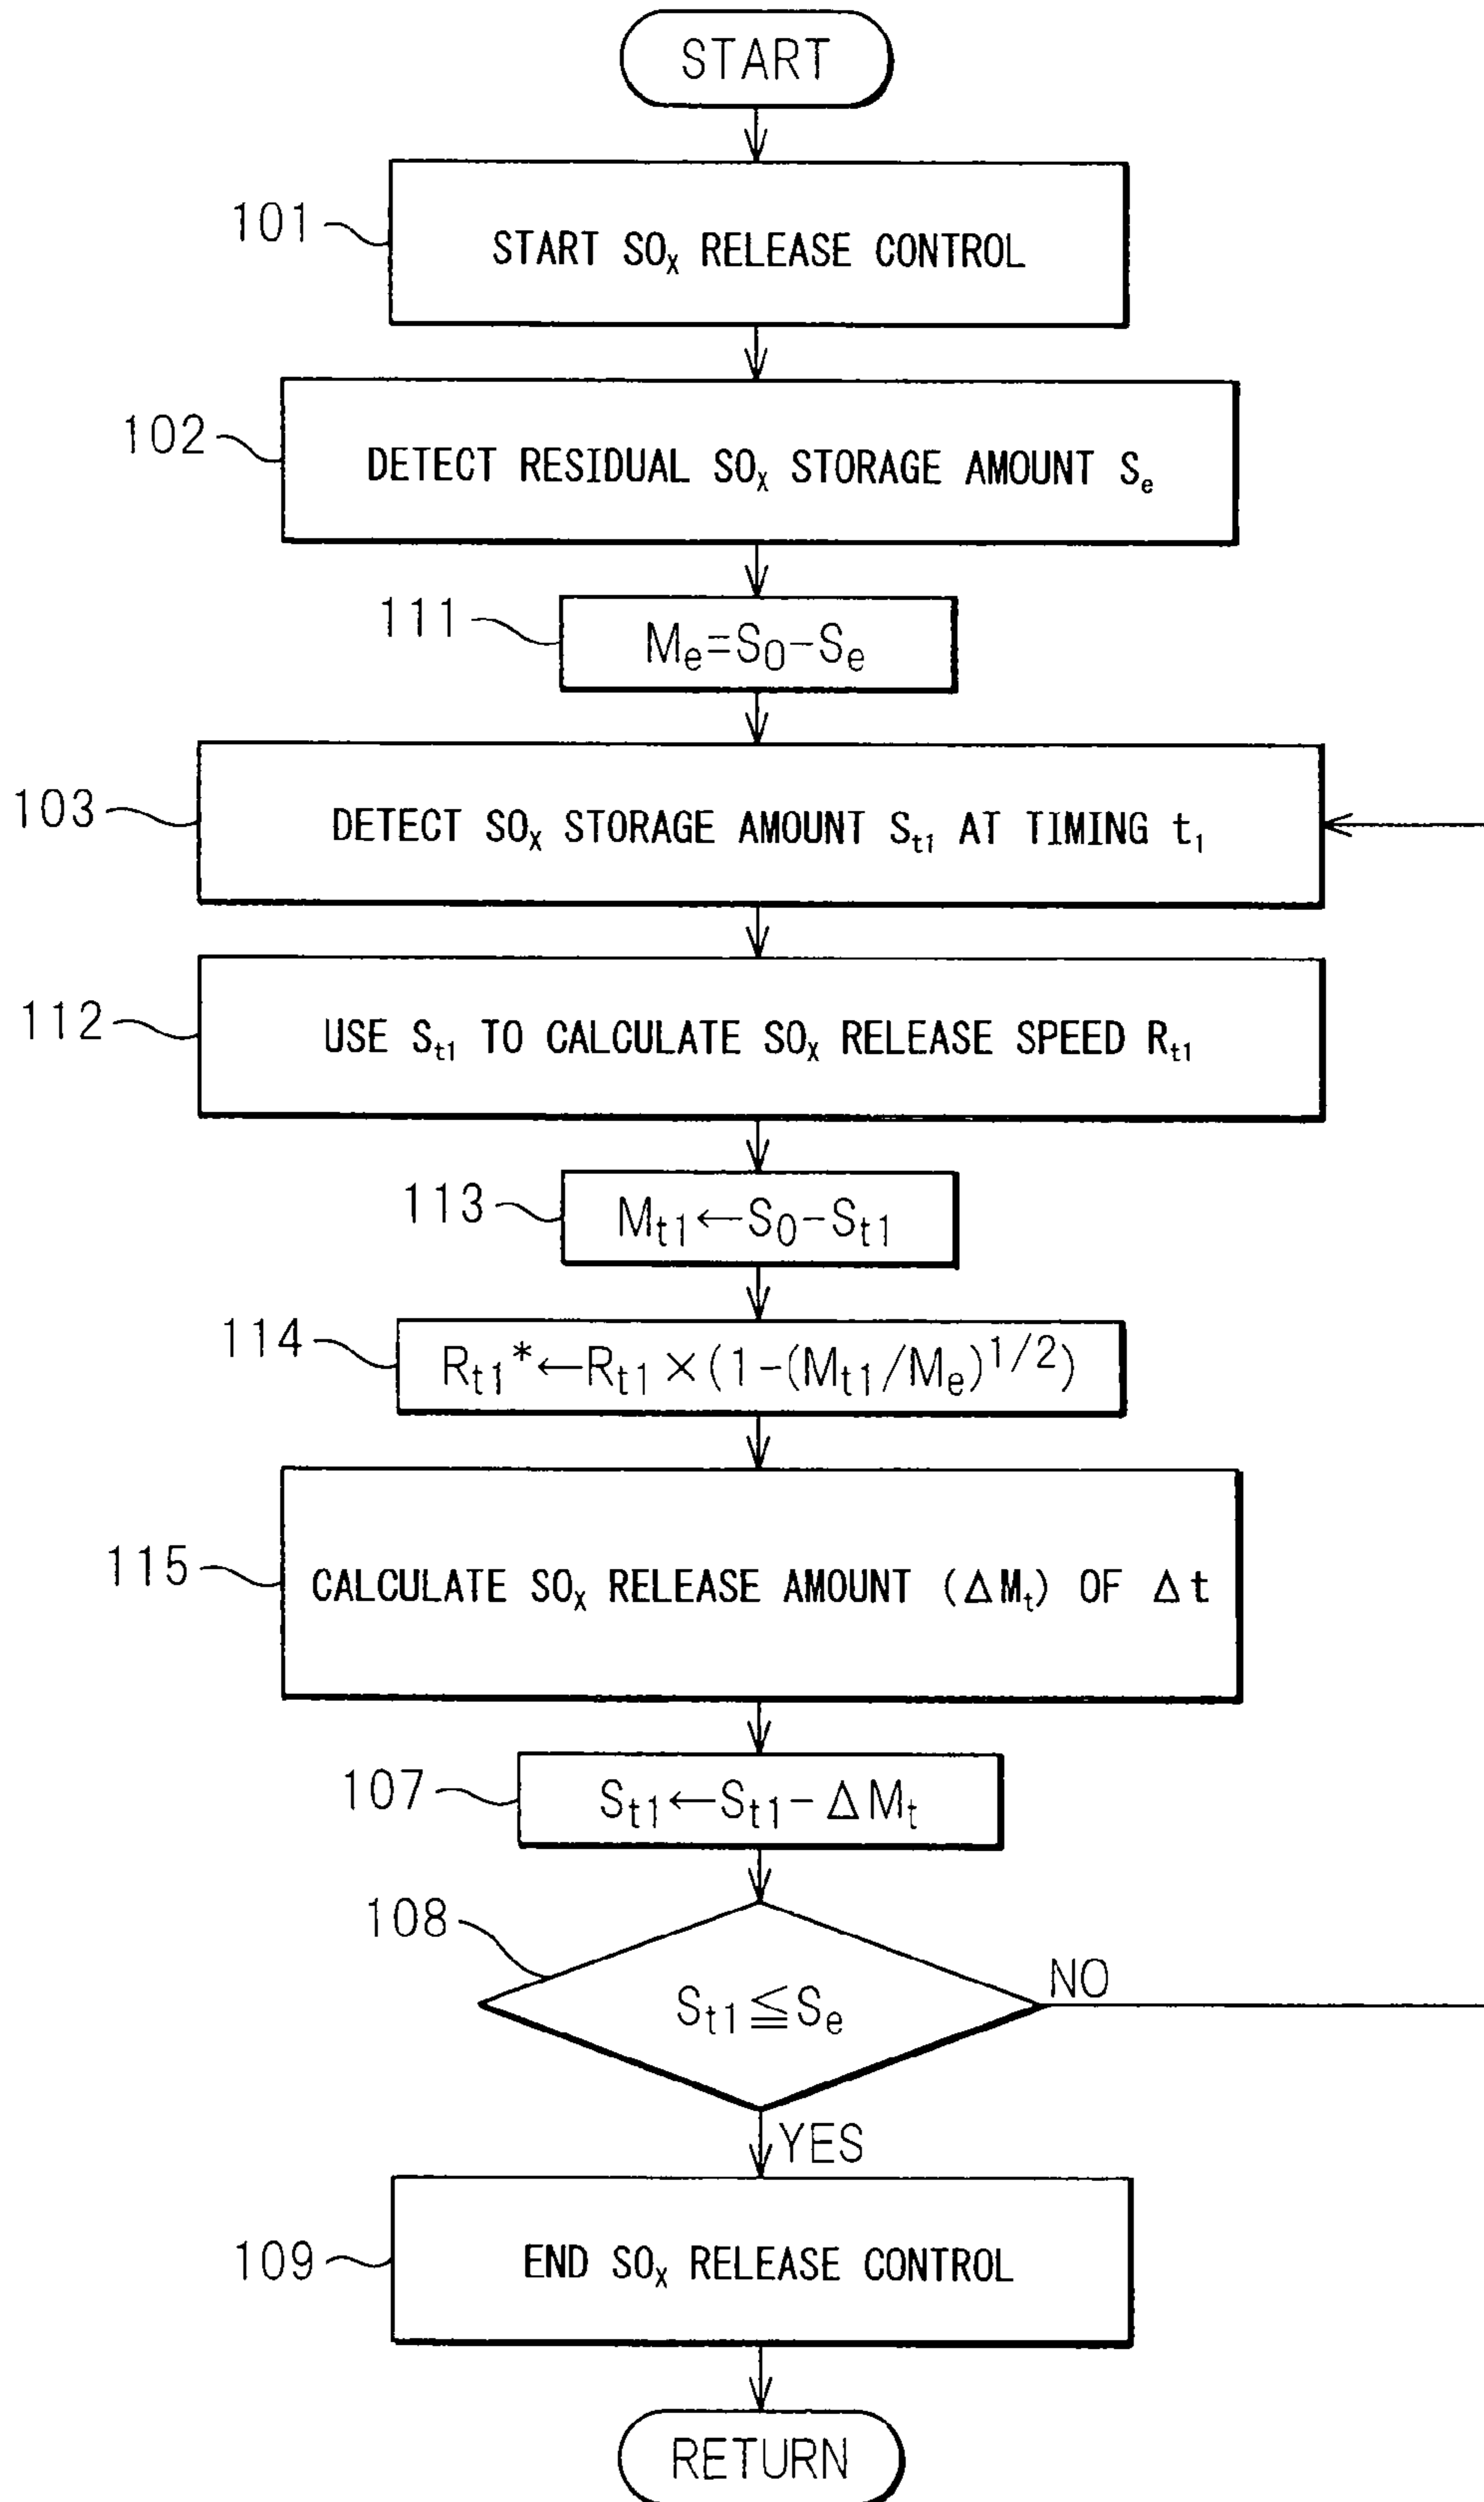 START
101
START SOₓ RELEASE CONTROL
102
DETECT RESIDUAL SOₓ STORAGE AMOUNT Sₑ
111
Mₑ=S₀−Sₑ
103
DETECT SOₓ STORAGE AMOUNT Sₜ₁ AT TIMING t₁
112
USE Sₜ₁ TO CALCULATE SOₓ RELEASE SPEED Rₜ₁
113
Mₜ₁←S₀−Sₜ₁
114
Rₜ₁*←Rₜ₁×(1−(Mₜ₁/Mₑ)^1/2)
115
CALCULATE SOₓ RELEASE AMOUNT (ΔMₜ) OF Δt
107
Sₜ₁←Sₜ₁−ΔMₜ
108
Sₜ₁≦Sₑ
NO
YES
109
END SOₓ RELEASE CONTROL
RETURN